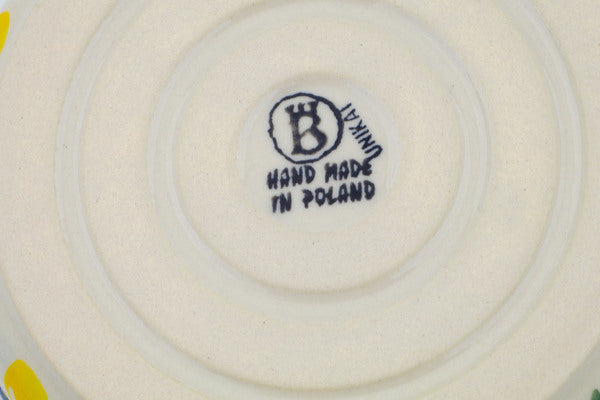 B
UNIKAT
HAND MADE
IN POLAND